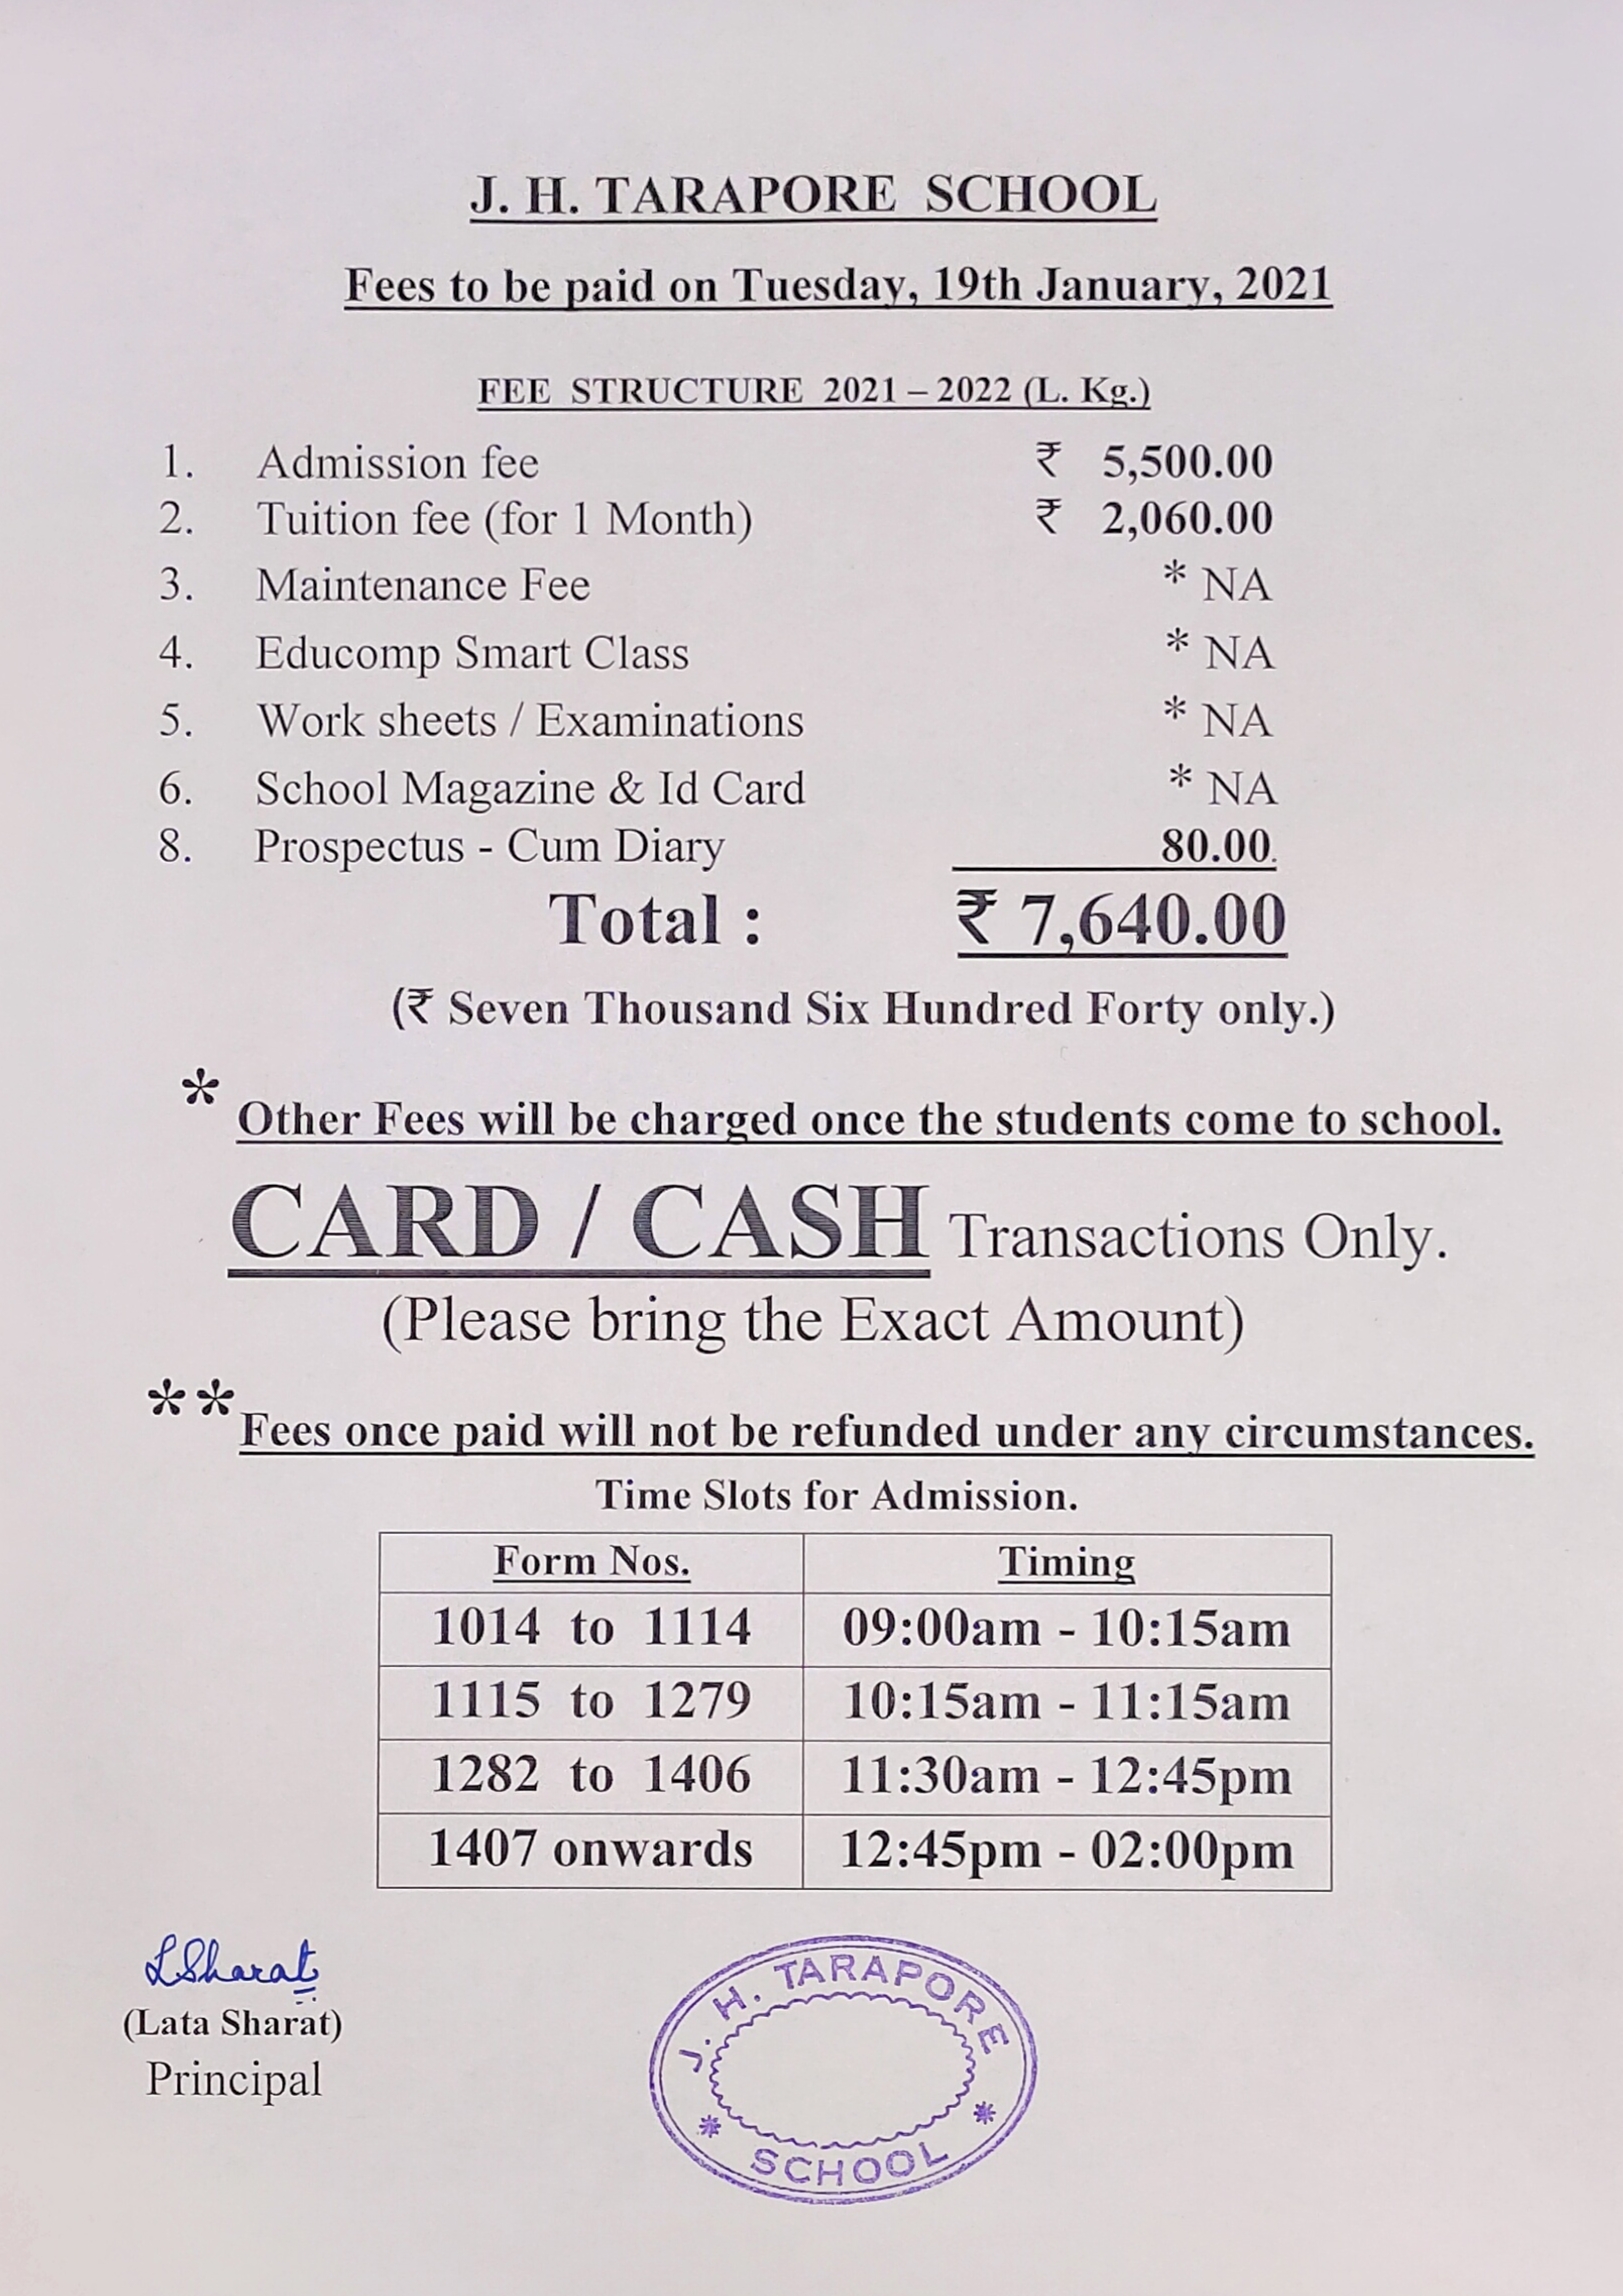 J. H. TARAPORE SCHOOL
Fees to be paid on Tuesday, 19th January, 2021
FEE STRUCTURE 2021 – 2022 (L. Kg.)
1. Admission fee ₹ 5,500.00
2. Tuition fee (for 1 Month) ₹ 2,060.00
3. Maintenance Fee * NA
4. Educomp Smart Class * NA
5. Work sheets / Examinations * NA
6. School Magazine & Id Card * NA
8. Prospectus - Cum Diary 80.00.
Total : ₹ 7,640.00
(₹ Seven Thousand Six Hundred Forty only.)
* Other Fees will be charged once the students come to school.
CARD / CASH Transactions Only.
(Please bring the Exact Amount)
**Fees once paid will not be refunded under any circumstances.
Time Slots for Admission.
Form Nos. Timing
1014 to 1114 09:00am - 10:15am
1115 to 1279 10:15am - 11:15am
1282 to 1406 11:30am - 12:45pm
1407 onwards 12:45pm - 02:00pm
LSharat
(Lata Sharat)
Principal
J. H. TARAPORE
* SCHOOL *